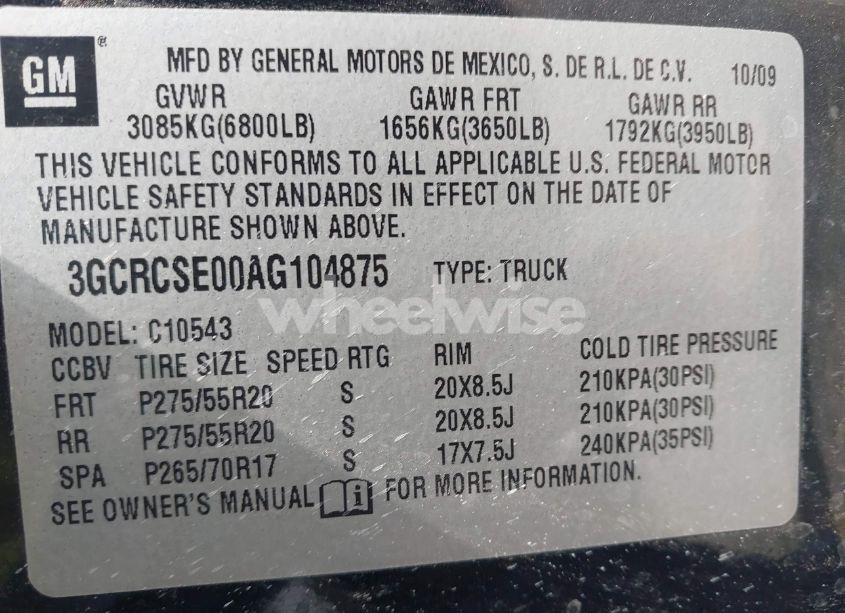 GM ®
MFD BY GENERAL MOTORS DE MEXICO, S. DE R.L. DE C.V. 10/09
GVWR GAWR FRT GAWR RR
3085KG(6800LB) 1656KG(3650LB) 1792KG(3950LB)
THIS VEHICLE CONFORMS TO ALL APPLICABLE U.S. FEDERAL MOTOR
VEHICLE SAFETY STANDARDS IN EFFECT ON THE DATE OF
MANUFACTURE SHOWN ABOVE.
3GCRCSE00AG104875 TYPE: TRUCK
wheelwise
MODEL: C10543
CCBV TIRE SIZE SPEED RTG RIM COLD TIRE PRESSURE
FRT P275/55R20 S 20X8.5J 210KPA(30PSI)
RR P275/55R20 S 20X8.5J 210KPA(30PSI)
SPA P265/70R17 S 17X7.5J 240KPA(35PSI)
SEE OWNER'S MANUAL i FOR MORE INFORMATION.